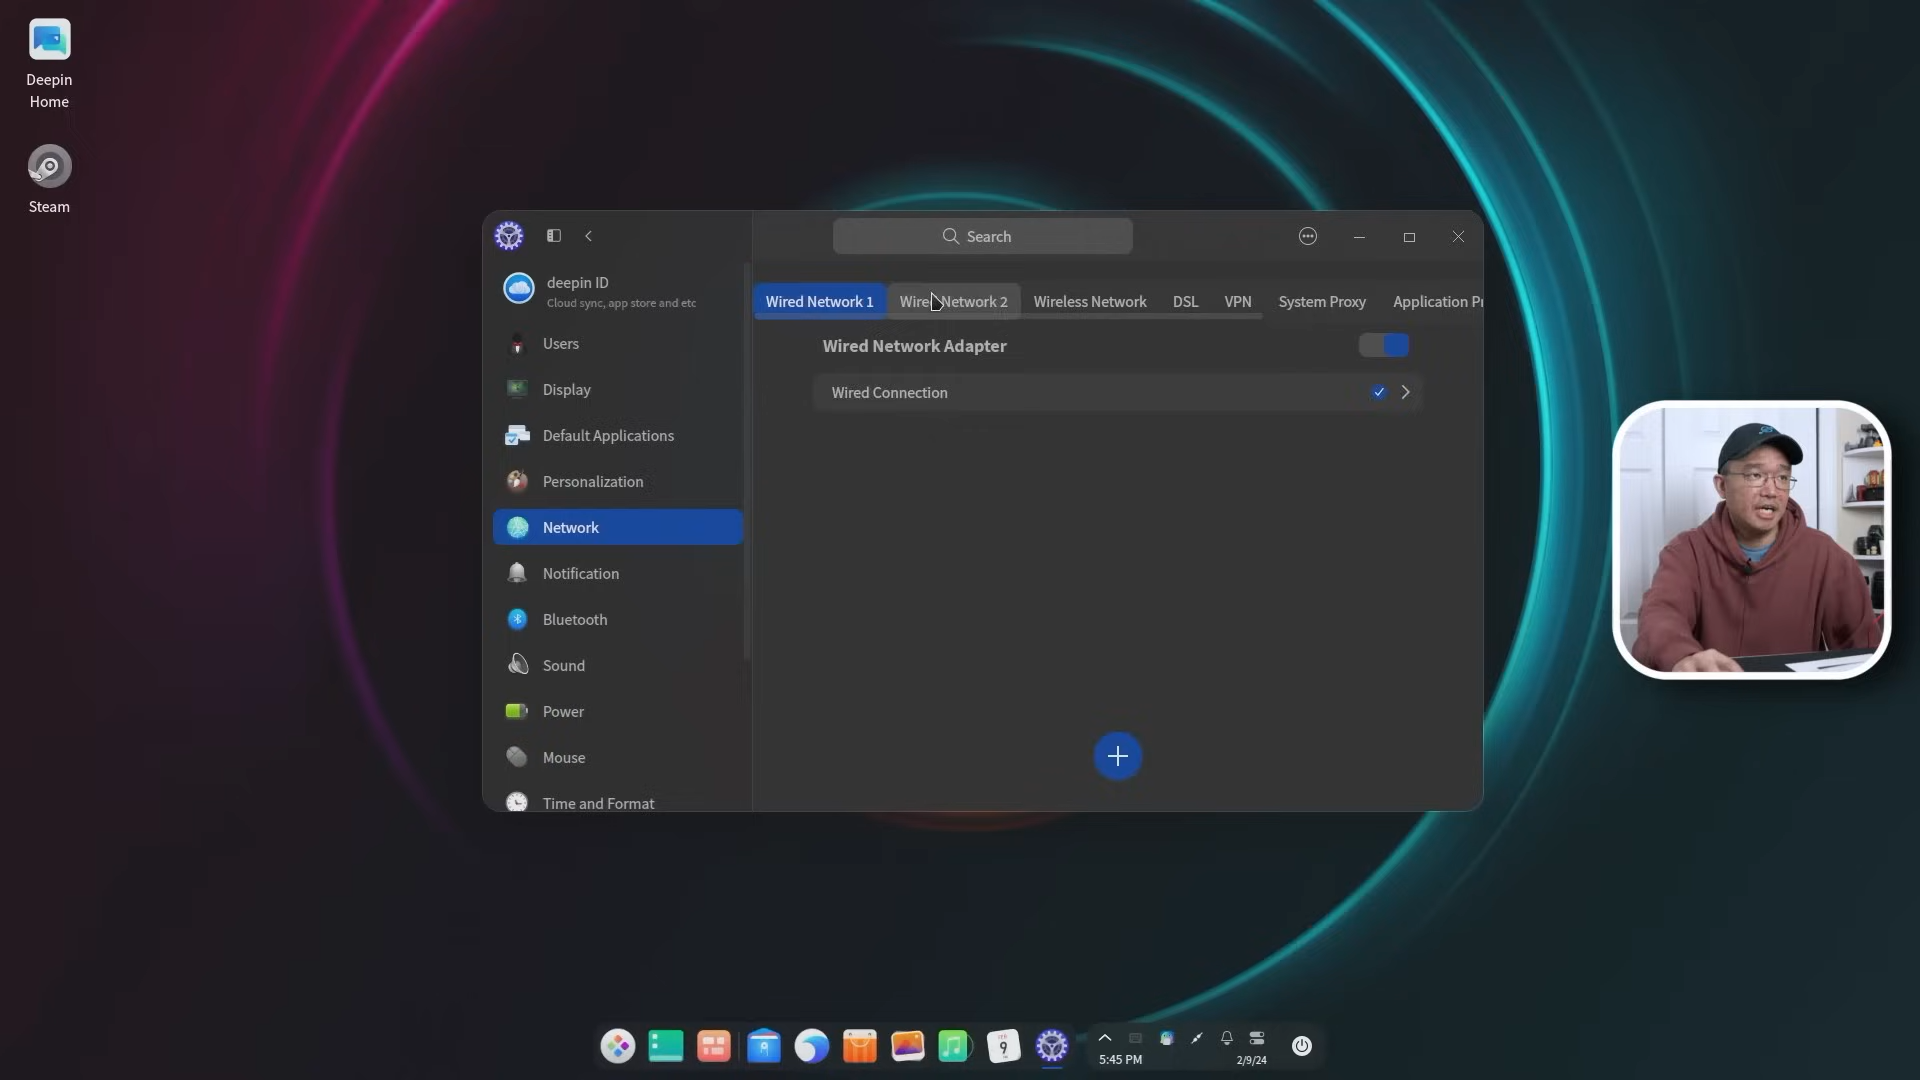 Deepin
Home
Steam
Search
deepin ID
Cloud sync, app store and etc
Users
Display
Default Applications
Personalization
Network
Notification
Bluetooth
Sound
Power
Mouse
Time and Format
Wired Network 1
Wired Network 2
Wireless Network
DSL
VPN
System Proxy
Application Pr
Wired Network Adapter
Wired Connection
9
5:45 PM
2/9/24